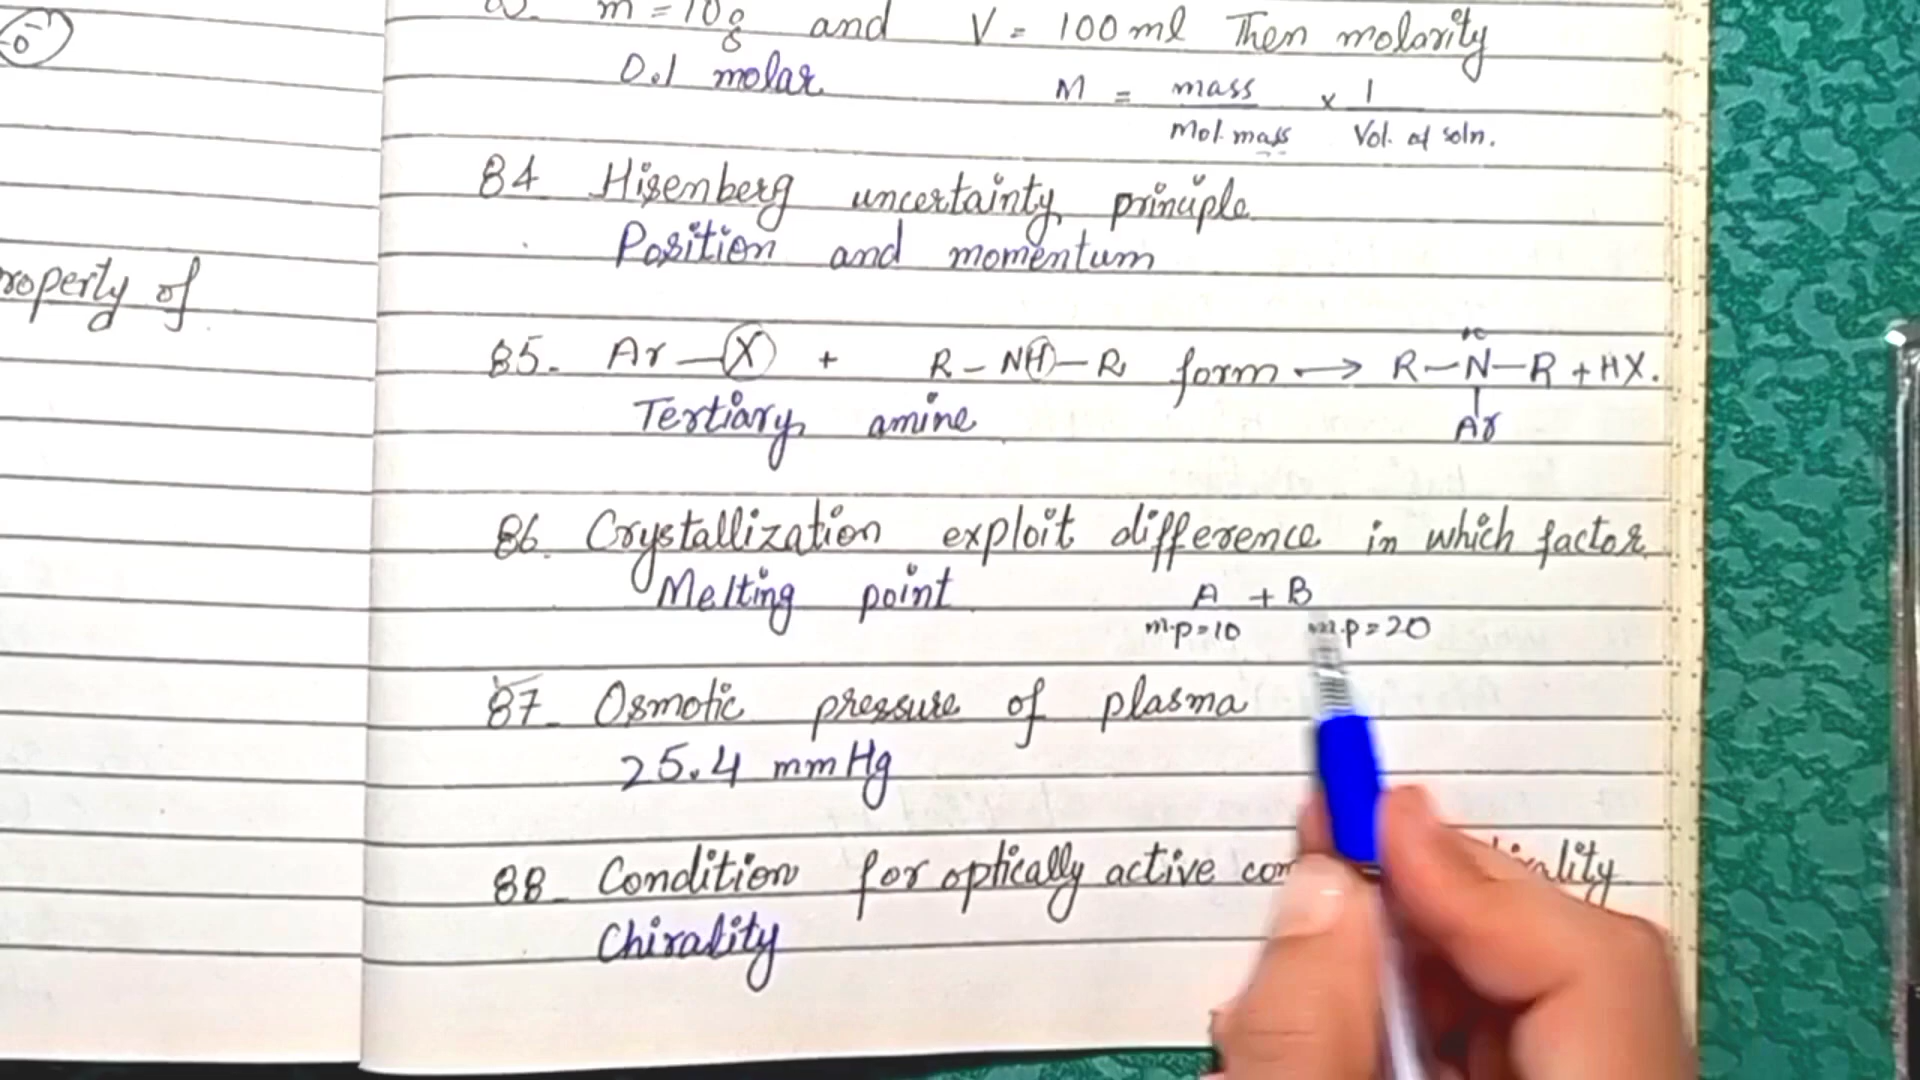 m = 10g and V = 100 ml Then molarity
0.1 molar M = mass / Mol. mass × 1 / Vol. of soln.
84 Hisenberg uncertainty principle
Position and momentum
roperty of
85. Ar — X + R – NH – R form → R – N̈ – R + HX.
Tertiary amine Ar
86. Crystallization exploit difference in which factor
Melting point A + B
m.p = 10 m.p = 20
87. Osmotic pressure of plasma
25.4 mmHg
88. Condition for optically active
Chirality